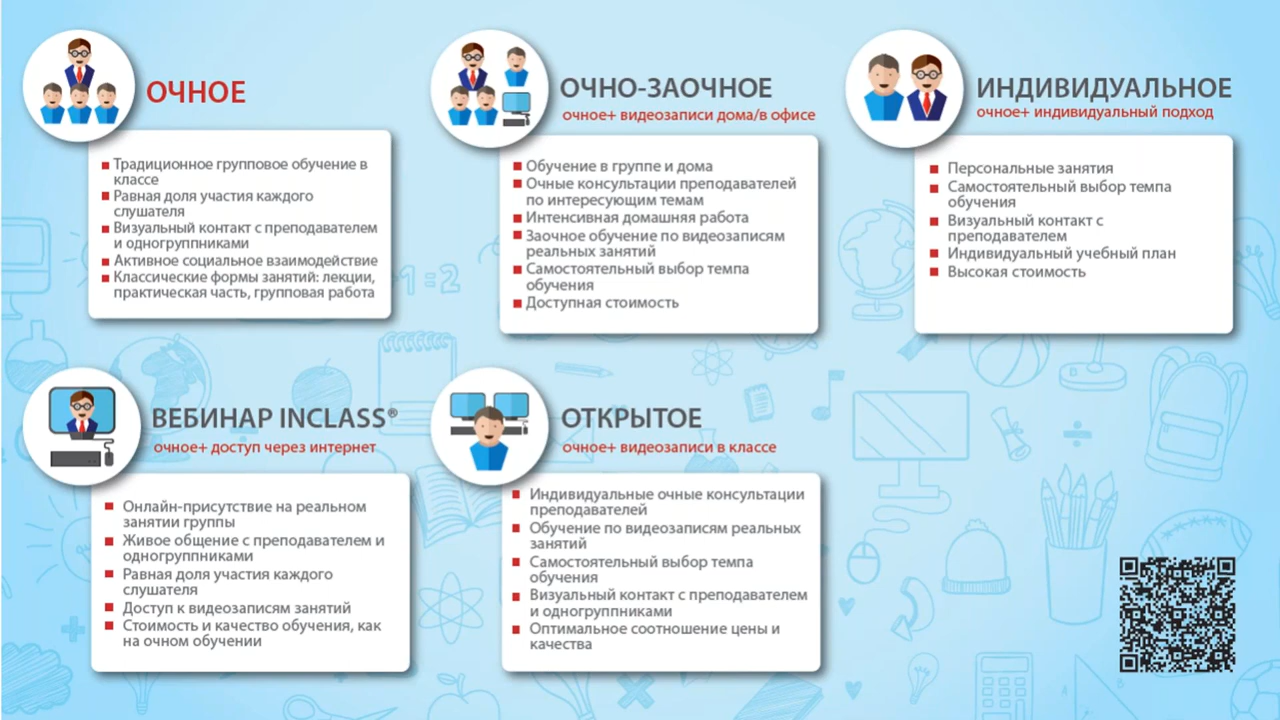 ОЧНОЕ
Традиционное групповое обучение в
классе
Равная доля участия каждого
слушателя
Визуальный контакт с преподавателем
и одногруппниками
Активное социальное взаимодействие
Классические формы занятий: лекции,
практическая часть, групповая работа
ОЧНО-ЗАОЧНОЕ
очное+ видеозаписи дома/в офисе
Обучение в группе и дома
Очные консультации преподавателей
по интересующим темам
Интенсивная домашняя работа
Заочное обучение по видеозаписям
реальных занятий
Самостоятельный выбор темпа
обучения
Доступная стоимость
ИНДИВИДУАЛЬНОЕ
очное+ индивидуальный подход
Персональные занятия
Самостоятельный выбор темпа
обучения
Визуальный контакт с
преподавателем
Индивидуальный учебный план
Высокая стоимость
ВЕБИНАР INCLASS®
очное+ доступ через интернет
Онлайн-присутствие на реальном
занятии группы
Живое общение с преподавателем и
одногруппниками
Равная доля участия каждого
слушателя
Доступ к видеозаписям занятий
Стоимость и качество обучения, как
на очном обучении
ОТКРЫТОЕ
очное+ видеозаписи в классе
Индивидуальные очные консультации
преподавателей
Обучение по видеозаписям реальных
занятий
Самостоятельный выбор темпа
обучения
Визуальный контакт с преподавателем
и одногруппниками
Оптимальное соотношение цены и
качества